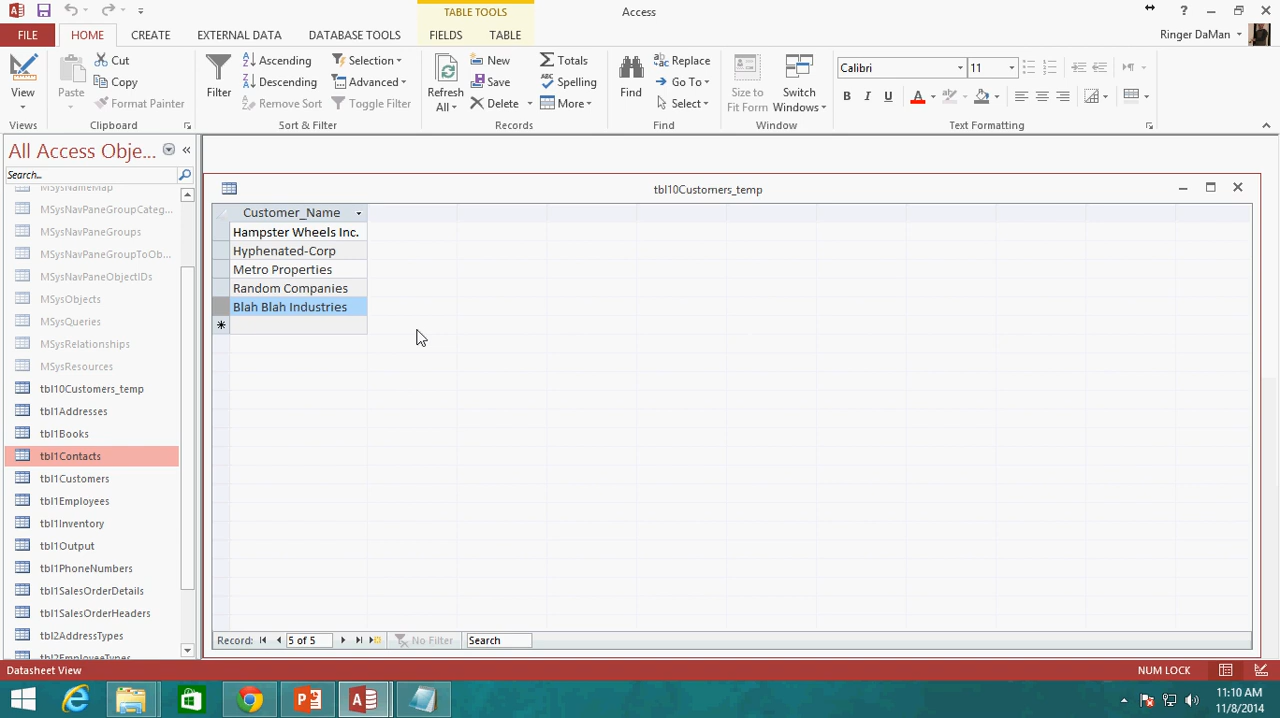 TABLE TOOLS
Access
FILE HOME CREATE EXTERNAL DATA DATABASE TOOLS FIELDS TABLE Ringer DaMan
View
Views
Paste
Cut
Copy
Format Painter
Clipboard
Filter
Ascending
Descending
Remove Sort
Selection
Advanced
Toggle Filter
Sort & Filter
Refresh
All
New
Save
Delete
Totals
Spelling
More
Records
Find
Replace
Go To
Select
Find
Size to
Fit Form
Switch
Windows
Window
Calibri 11
B I U A
Text Formatting
All Access Obje...
Search...
MSysNameMap
MSysNavPaneGroupCateg...
MSysNavPaneGroups
MSysNavPaneGroupToOb...
MSysNavPaneObjectIDs
MSysObjects
MSysQueries
MSysRelationships
MSysResources
tbl10Customers_temp
tbl1Addresses
tbl1Books
tbl1Contacts
tbl1Customers
tbl1Employees
tbl1Inventory
tbl1Output
tbl1PhoneNumbers
tbl1SalesOrderDetails
tbl1SalesOrderHeaders
tbl2AddressTypes
tbl2EmployeeTypes
tbl10Customers_temp
Customer_Name
Hampster Wheels Inc.
Hyphenated-Corp
Metro Properties
Random Companies
Blah Blah Industries
Record: 5 of 5 No Filter Search
Datasheet View NUM LOCK
11:10 AM
11/8/2014